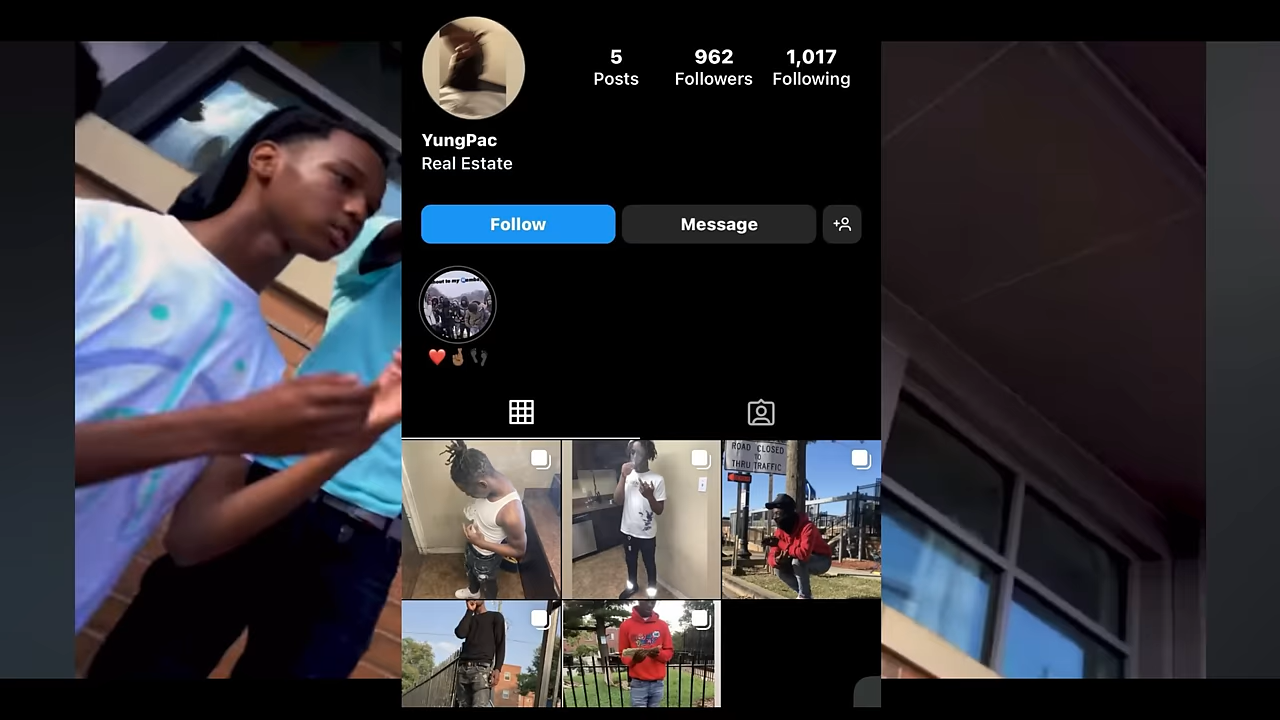 5 962 1,017
Posts Followers Following
YungPac
Real Estate
Follow Message
ROAD CLOSED
TO
THRU TRAFFIC